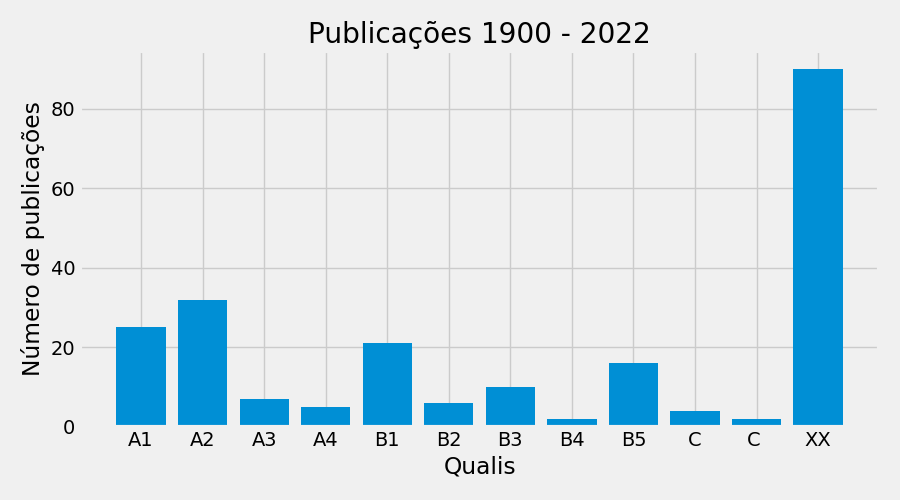 Publicações 1900 - 2022
Número de publicações
80
60
40
20
0
A1 A2 A3 A4 B1 B2 B3 B4 B5 C C XX
Qualis